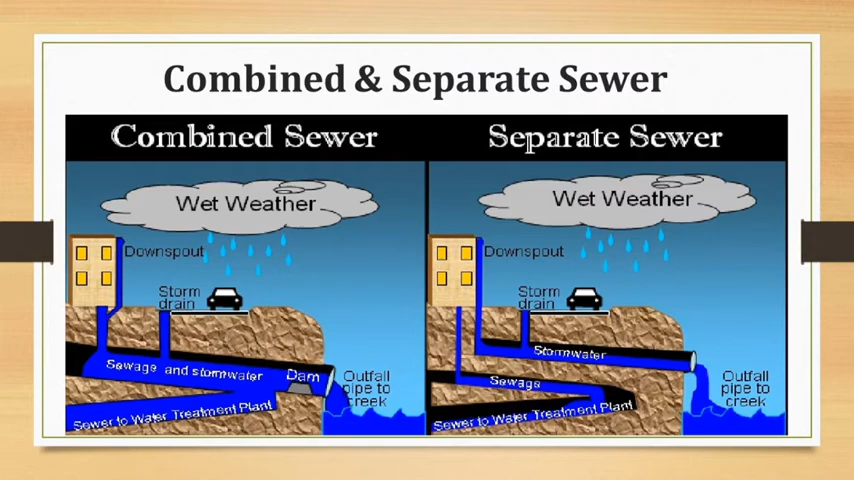 Combined & Separate Sewer
Combined Sewer
Wet Weather
Downspout
Storm
drain
Sewage and stormwater
Dam
Outfall
pipe to
creek
Sewer to Water Treatment Plant
Separate Sewer
Wet Weather
Downspout
Storm
drain
Stormwater
Sewage
Outfall
pipe to
creek
Sewer to Water Treatment Plant